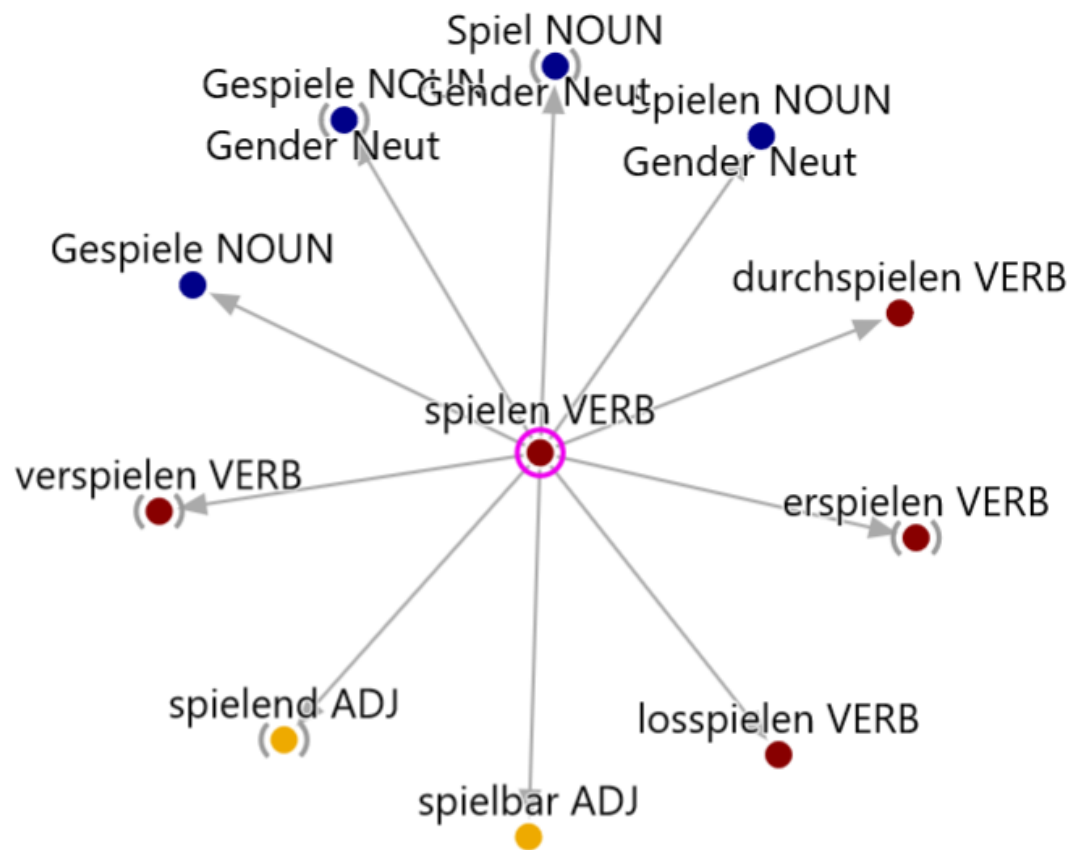 Spiel NOUN
Gender Neut
Gespiele NOUN
Gender Neut
Spielen NOUN
Gender Neut
Gespiele NOUN
durchspielen VERB
spielen VERB
verspielen VERB
erspielen VERB
spielend ADJ
losspielen VERB
spielbar ADJ